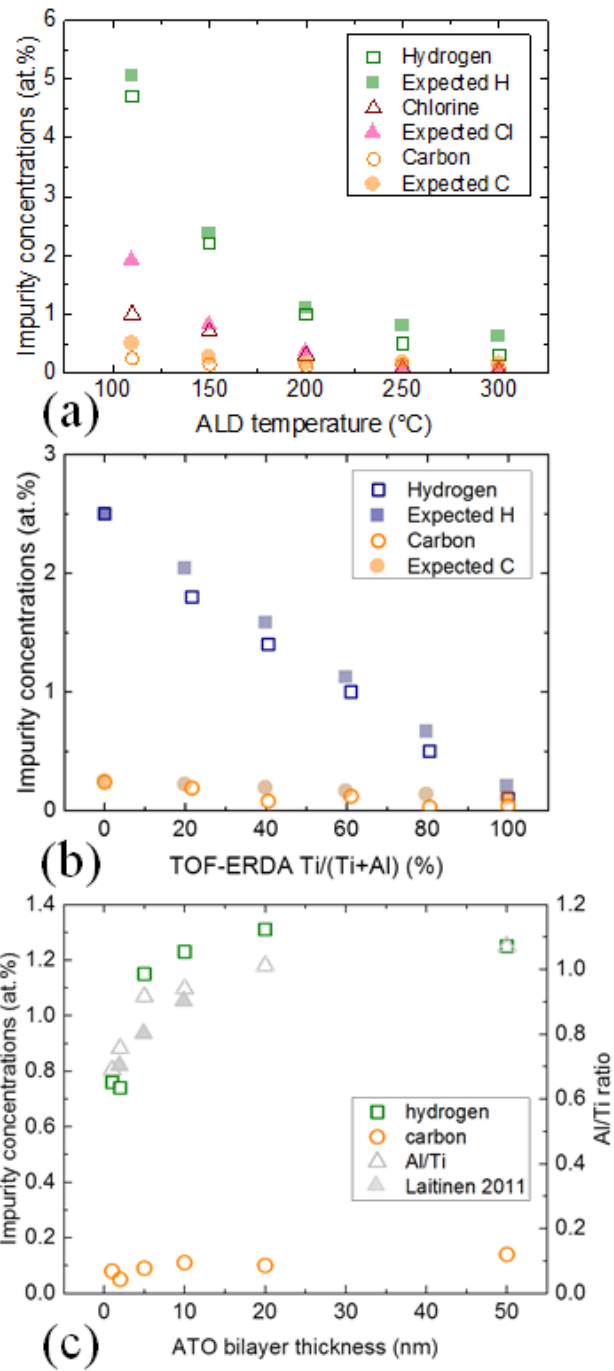 6
5
4
3
2
1
0
Impurity concentrations (at.%)
Hydrogen
Expected H
Chlorine
Expected Cl
Carbon
Expected C
100 150 200 250 300
(a)
ALD temperature (°C)
3
2
1
0
Impurity concentrations (at.%)
Hydrogen
Expected H
Carbon
Expected C
0 20 40 60 80 100
(b)
TOF-ERDA Ti/(Ti+Al) (%)
1.4
1.2
1.0
0.8
0.6
0.4
0.2
0.0
Impurity concentrations (at.%)
hydrogen
carbon
Al/Ti
Laitinen 2011
1.2
1.0
0.8
0.6
0.4
0.2
0.0
Al/Ti ratio
0 10 20 30 40 50
(c)
ATO bilayer thickness (nm)